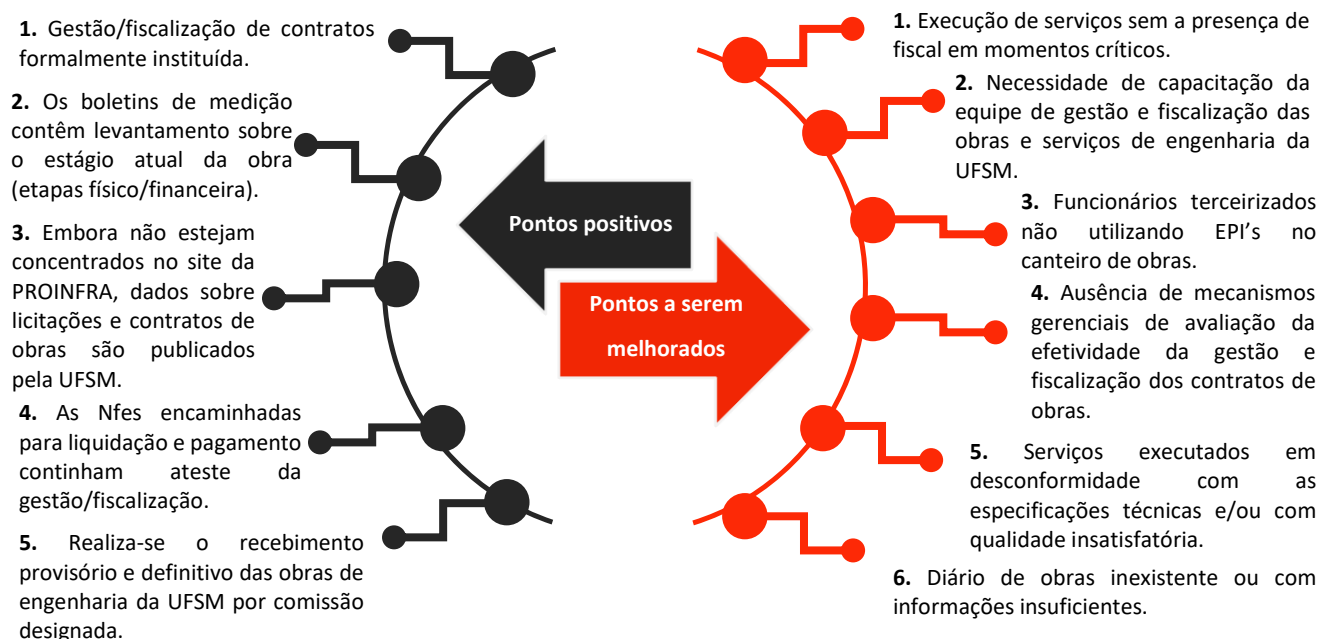 1. Gestão/fiscalização de contratos
formalmente instituída.
2. Os boletins de medição
contêm levantamento sobre
o estágio atual da obra
(etapas físico/financeira).
3. Embora não estejam
concentrados no site da
PROINFRA, dados sobre
licitações e contratos de
obras são publicados
pela UFSM.
4. As Nfes encaminhadas
para liquidação e pagamento
continham ateste da
gestão/fiscalização.
5. Realiza-se o recebimento
provisório e definitivo das obras de
engenharia da UFSM por comissão
designada.
Pontos positivos
Pontos a serem
melhorados
1. Execução de serviços sem a presença de
fiscal em momentos críticos.
2. Necessidade de capacitação da
equipe de gestão e fiscalização das
obras e serviços de engenharia da
UFSM.
3. Funcionários terceirizados
não utilizando EPI's no
canteiro de obras.
4. Ausência de mecanismos
gerenciais de avaliação da
efetividade da gestão e
fiscalização dos contratos de
obras.
5. Serviços executados em
desconformidade com as
especificações técnicas e/ou com
qualidade insatisfatória.
6. Diário de obras inexistente ou com
informações insuficientes.